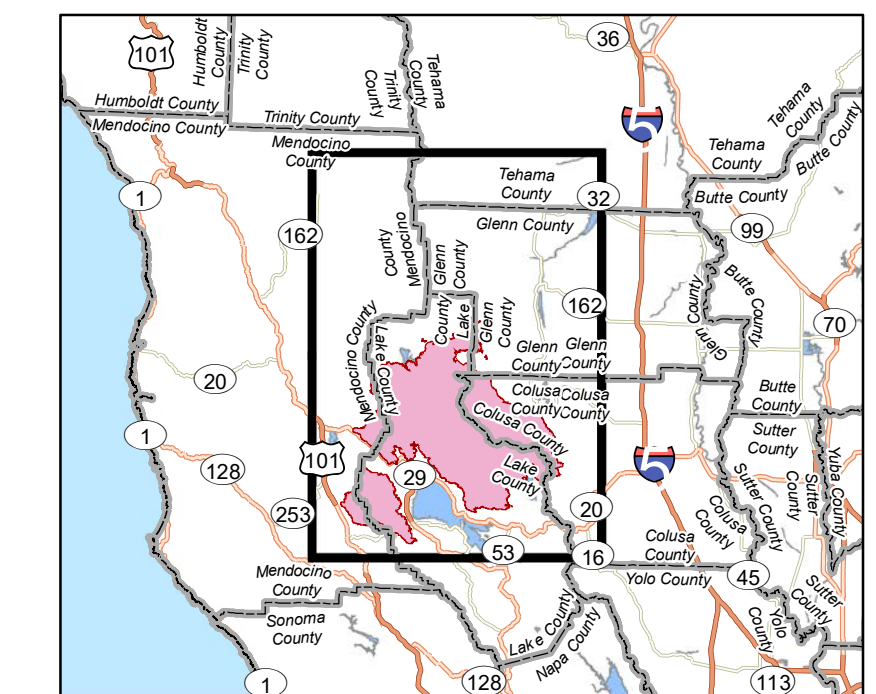 101
Humboldt
County
Trinity
County
Tehama
County
Trinity
County
36
5
Humboldt County
Mendocino County
Trinity County
Mendocino
County
Tehama
County
Tehama
County
Butte County
Tehama
County
Butte County
1
32
Glenn County
99
162
County
Mendocino
Glenn
County
County
Lake
Glenn
County
162
County
Glenn
Butte County
70
Mendocino County
Lake County
Glenn
County
Glenn
County
20
Colusa
County
Colusa
County
Colusa County
Butte
County
Sutter
County
1
128
101
29
Lake
County
5
Sutter
County
Yuba County
253
20
Colusa
County
Sutter County
53
16
Colusa
County
Yolo County
45
Mendocino
County
Sonoma
County
Lake County
Napa County
Yolo
County
Sutter
County
1
128
113